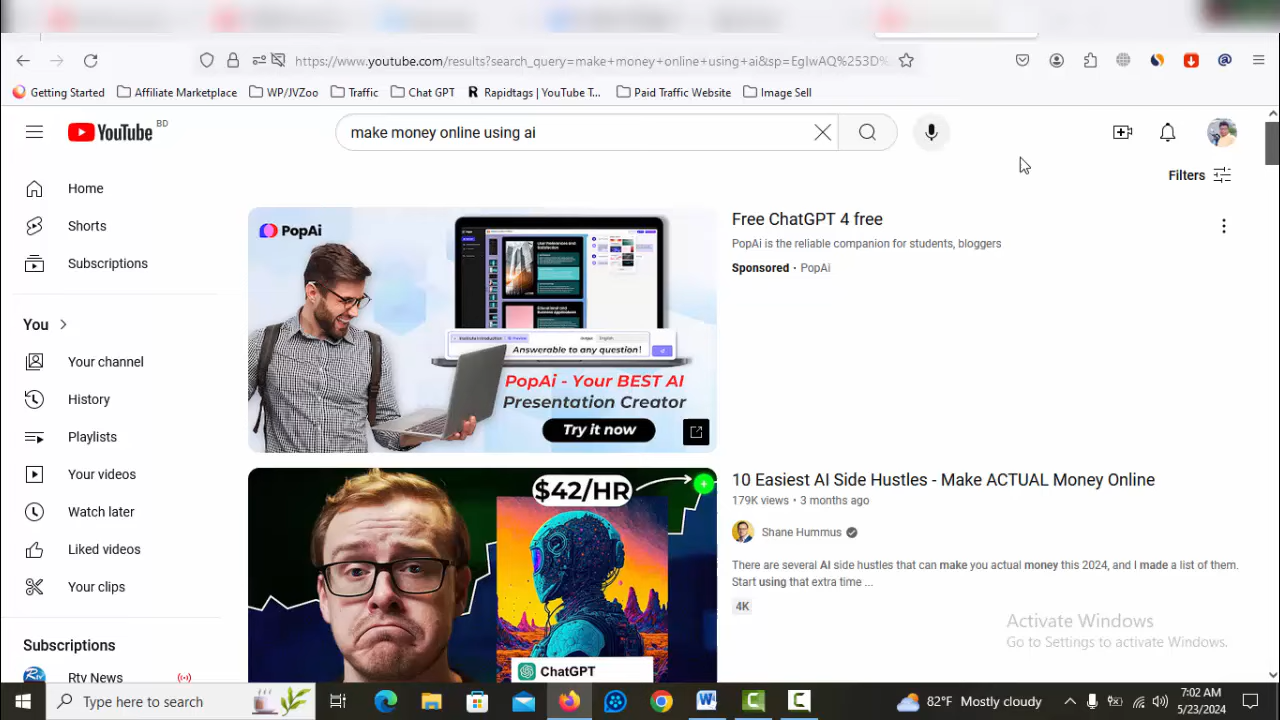 https://www.youtube.com/results?search_query=make+money+online+using+ai&sp=EgIwAQ%253D%
Getting Started
Affiliate Marketplace
WP/JVZoo
Traffic
Chat GPT
Rapidtags | YouTube T...
Paid Traffic Website
Image Sell
YouTube BD
make money online using ai
Filters
Home
Shorts
Subscriptions
You
Your channel
History
Playlists
Your videos
Watch later
Liked videos
Your clips
Subscriptions
Rtv News
PopAi
Answerable to any question!
PopAi - Your BEST AI
Presentation Creator
Try it now
Free ChatGPT 4 free
PopAi is the reliable companion for students, bloggers
Sponsored · PopAi
$42/HR
ChatGPT
10 Easiest AI Side Hustles - Make ACTUAL Money Online
179K views • 3 months ago
Shane Hummus
There are several AI side hustles that can make you actual money this 2024, and I made a list of them.
Start using that extra time ...
4K
Activate Windows
Go to Settings to activate Windows.
Type here to search
82°F Mostly cloudy
7:02 AM
5/23/2024